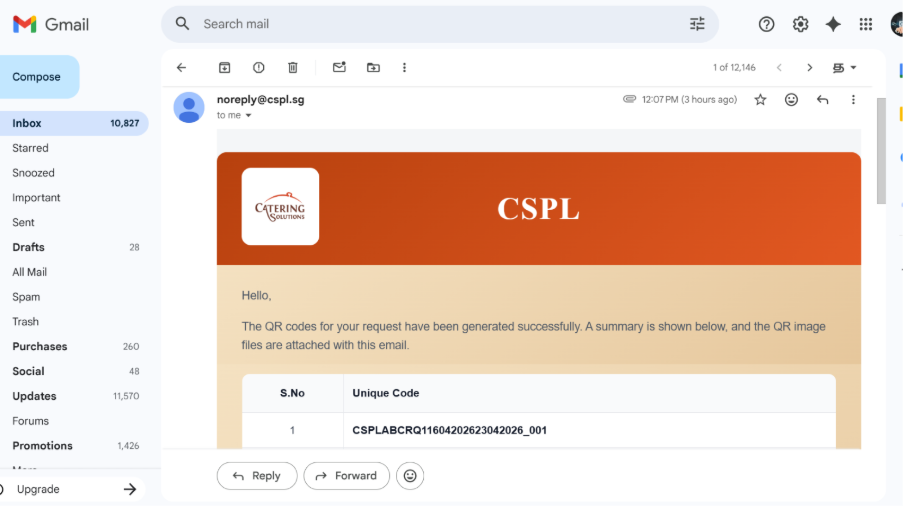 Gmail
Search mail
Compose
1 of 12,146
noreply@cspl.sg
12:07 PM (3 hours ago)
to me
Inbox 10,827
Starred
Snoozed
Important
Sent
Drafts 28
All Mail
Spam
Trash
Purchases 260
Social 48
Updates 11,570
Forums
Promotions 1,426
Upgrade
CATERING
SOLUTIONS
CSPL
Hello,
The QR codes for your request have been generated successfully. A summary is shown below, and the QR image
files are attached with this email.
S.No Unique Code
1 CSPLABCRQ11604202623042026_001
Reply Forward